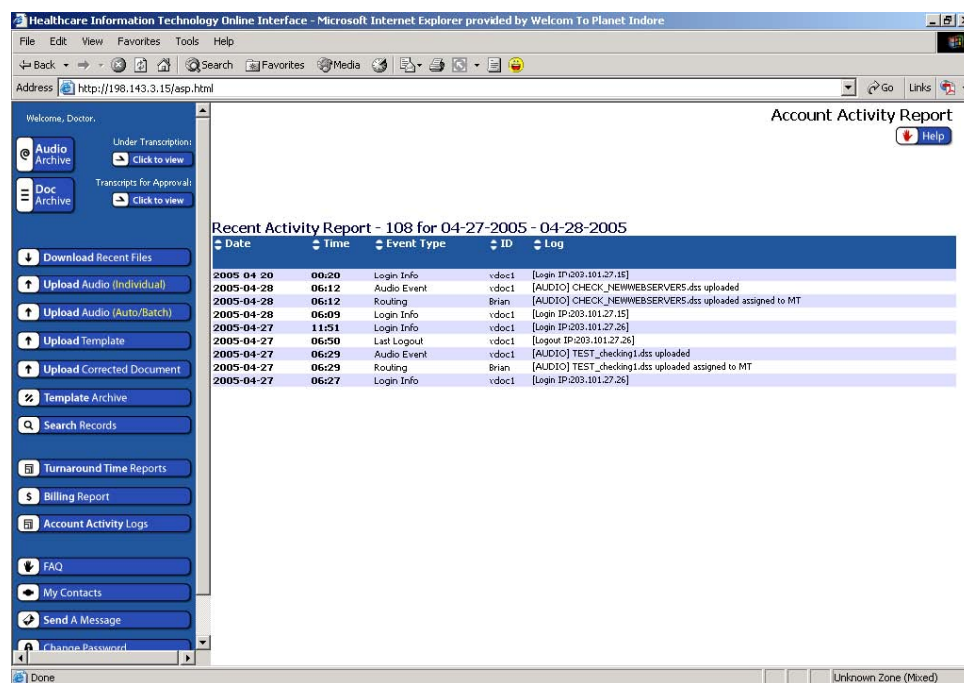 Healthcare Information Technology Online Interface - Microsoft Internet Explorer provided by Welcom To Planet Indore
File Edit View Favorites Tools Help
Back Search Favorites Media
Address http://198.143.3.15/asp.html Go Links
Welcome, Doctor.
Audio Archive
Under Transcription:
Click to view
Doc Archive
Transcripts for Approval:
Click to view
Download Recent Files
Upload Audio (Individual)
Upload Audio (Auto/Batch)
Upload Template
Upload Corrected Document
Template Archive
Search Records
Turnaround Time Reports
Billing Report
Account Activity Logs
FAQ
My Contacts
Send A Message
Change Password
Account Activity Report
Help
Recent Activity Report - 108 for 04-27-2005 - 04-28-2005
Date Time Event Type ID Log
2005 04 20 00:20 Login Info vdoc1 [Login IP:203.101.27.15]
2005-04-28 06:12 Audio Event vdoc1 [AUDIO] CHECK_NEWWEBSERVER5.dss uploaded
2005-04-28 06:12 Routing Brian [AUDIO] CHECK_NEWWEBSERVER5.dss uploaded assigned to MT
2005-04-28 06:09 Login Info vdoc1 [Login IP:203.101.27.15]
2005-04-27 11:51 Login Info vdoc1 [Login IP:203.101.27.26]
2005-04-27 06:50 Last Logout vdoc1 [Logout IP:203.101.27.26]
2005-04-27 06:29 Audio Event vdoc1 [AUDIO] TEST_checking1.dss uploaded
2005-04-27 06:29 Routing Brian [AUDIO] TEST_checking1.dss uploaded assigned to MT
2005-04-27 06:27 Login Info vdoc1 [Login IP:203.101.27.26]
Done Unknown Zone (Mixed)